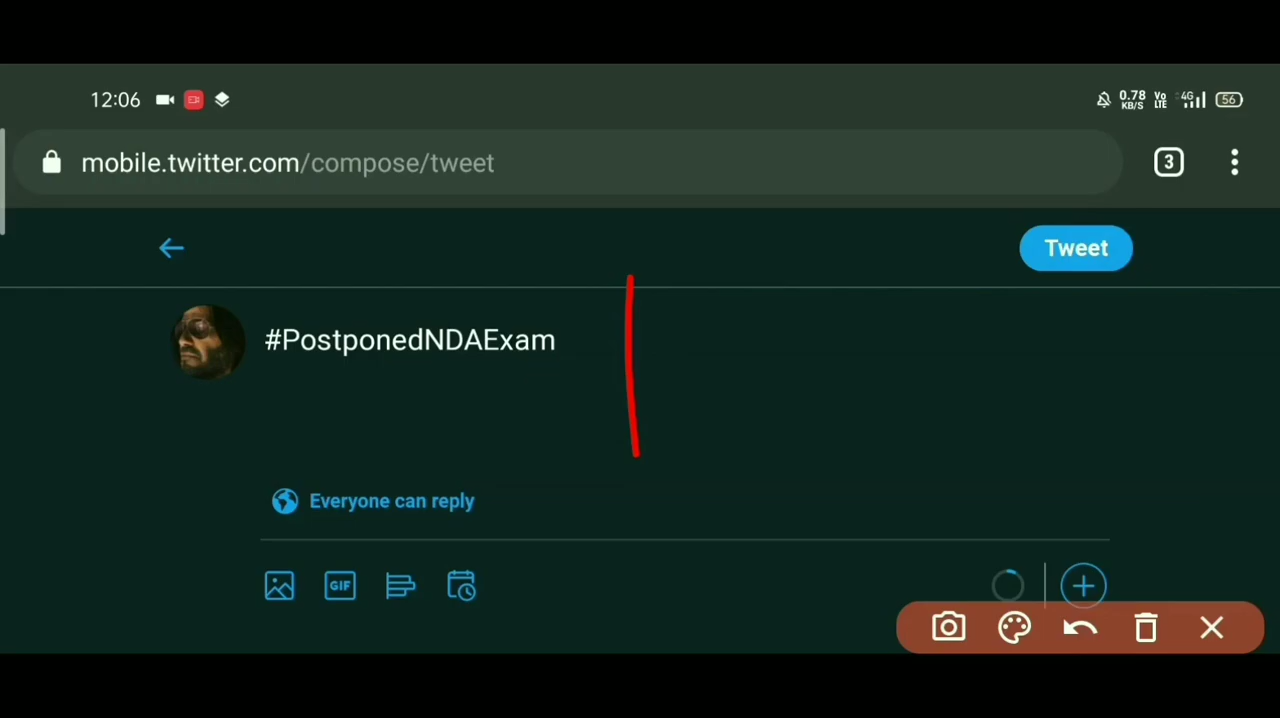 12:06 0.78 KB/S Vo LTE 4G 56
mobile.twitter.com/compose/tweet 3
Tweet
#PostponedNDAExam
Everyone can reply
GIF